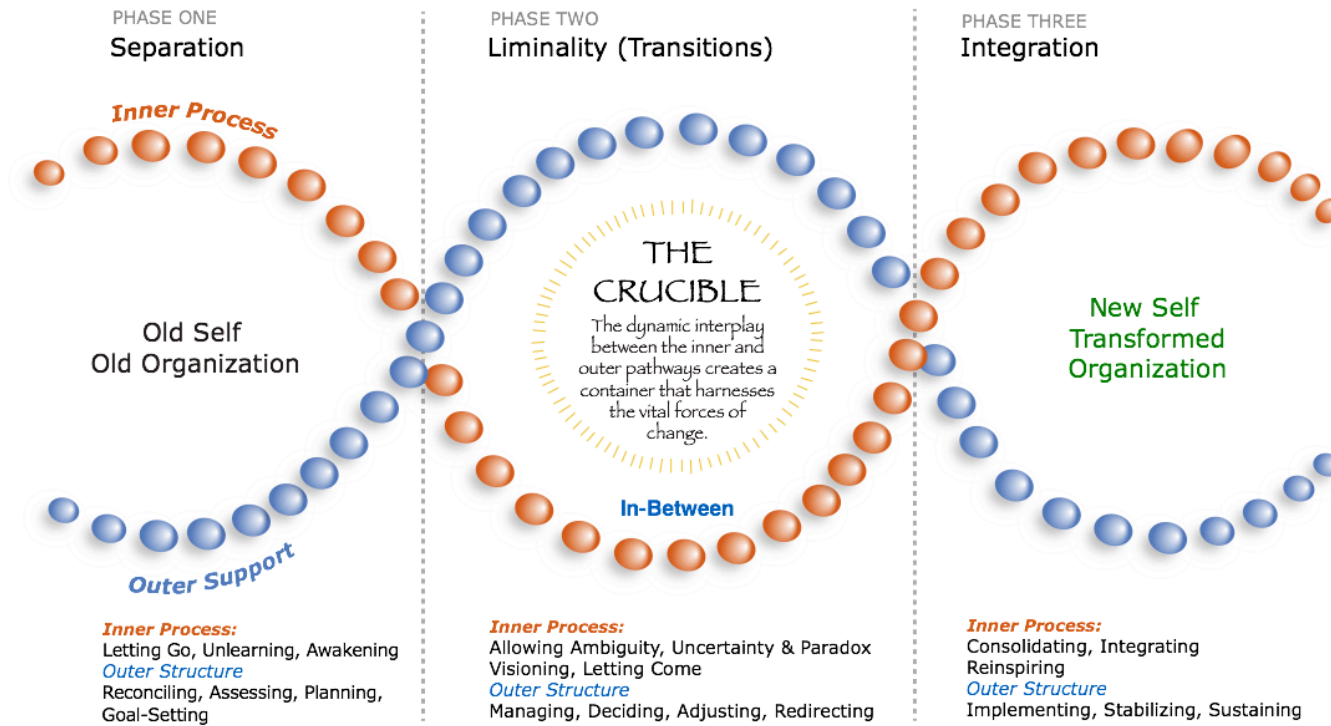 PHASE ONE
Separation
PHASE TWO
Liminality (Transitions)
PHASE THREE
Integration
Inner Process
Old Self
Old Organization
Outer Support
THE
CRUCIBLE
The dynamic interplay
between the inner and
outer pathways creates a
container that harnesses
the vital forces of
change.
In-Between
New Self
Transformed
Organization
Inner Process:
Letting Go, Unlearning, Awakening
Outer Structure
Reconciling, Assessing, Planning,
Goal-Setting
Inner Process:
Allowing Ambiguity, Uncertainty & Paradox
Visioning, Letting Come
Outer Structure
Managing, Deciding, Adjusting, Redirecting
Inner Process:
Consolidating, Integrating
Reinspiring
Outer Structure
Implementing, Stabilizing, Sustaining